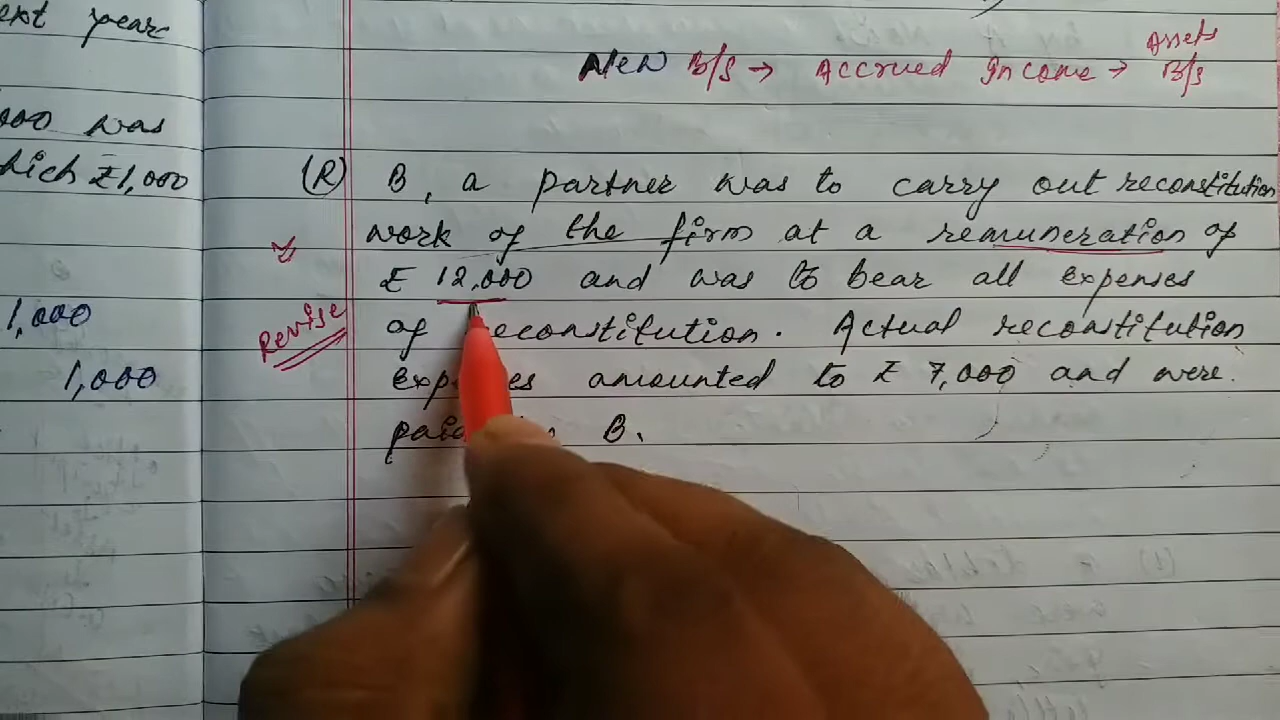 ext year
000 was
hich ₹1,000
1,000
1,000
New B/S → Accrued Income → Assets
B/S
(R) B, a partner was to carry out reconstitution
work of the firm at a remuneration of
₹ 12,000 and was to bear all expenses
Revise
of reconstitution. Actual reconstitution
amounted to ₹ 7,000 and were
B.